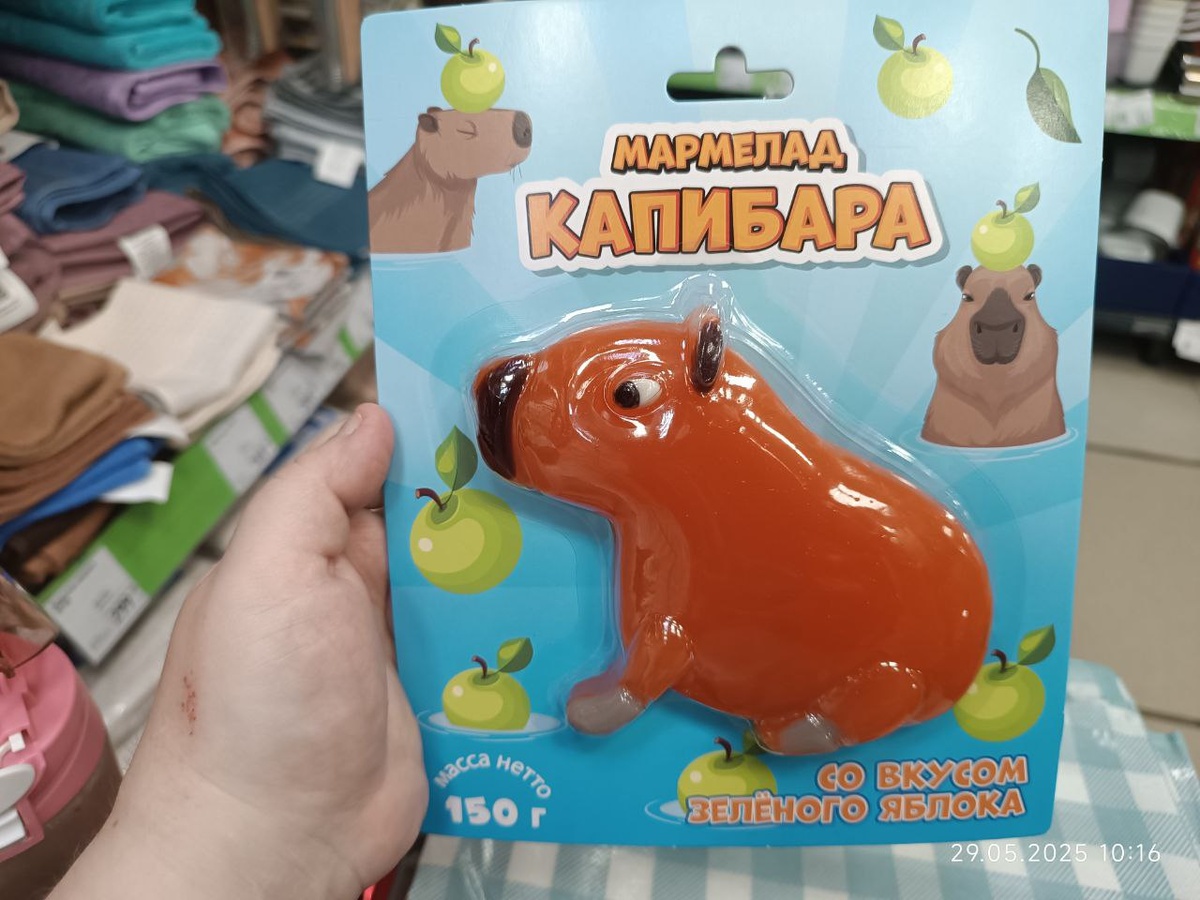 МАРМЕЛАД
КАПИБАРА
масса нетто
150 г
СО ВКУСОМ
ЗЕЛЁНОГО ЯБЛОКА
29.05.2025 10:16